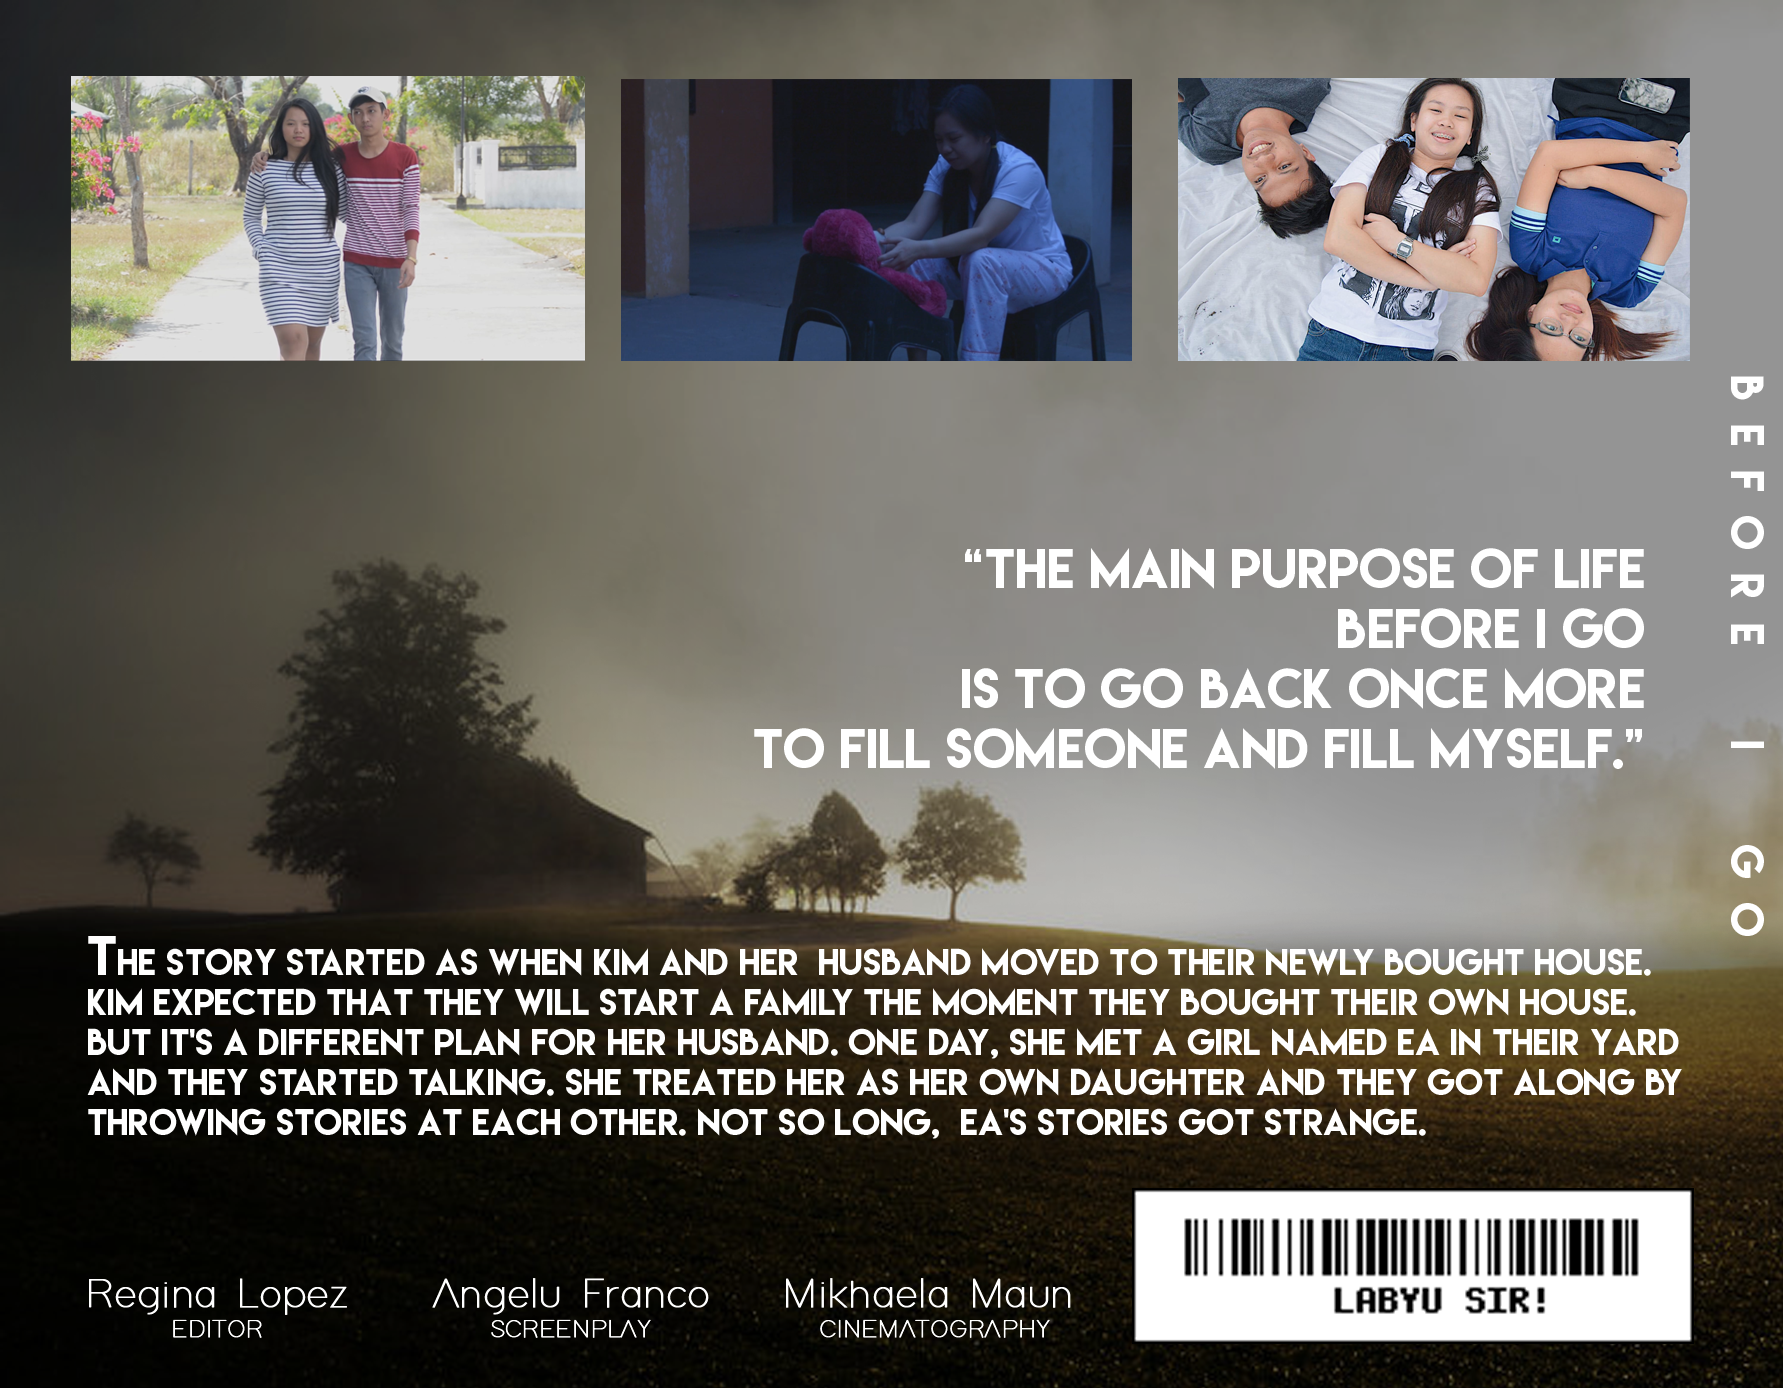 “THE MAIN PURPOSE OF LIFE
BEFORE I GO
IS TO GO BACK ONCE MORE
TO FILL SOMEONE AND FILL MYSELF.”
BEFORE I GO
THE STORY STARTED AS WHEN KIM AND HER HUSBAND MOVED TO THEIR NEWLY BOUGHT HOUSE.
KIM EXPECTED THAT THEY WILL START A FAMILY THE MOMENT THEY BOUGHT THEIR OWN HOUSE.
BUT IT'S A DIFFERENT PLAN FOR HER HUSBAND. ONE DAY, SHE MET A GIRL NAMED EA IN THEIR YARD
AND THEY STARTED TALKING. SHE TREATED HER AS HER OWN DAUGHTER AND THEY GOT ALONG BY
THROWING STORIES AT EACH OTHER. NOT SO LONG, EA'S STORIES GOT STRANGE.
Regina Lopez
EDITOR
Angelu Franco
SCREENPLAY
Mikhaela Maun
CINEMATOGRAPHY
LABYU SIR!